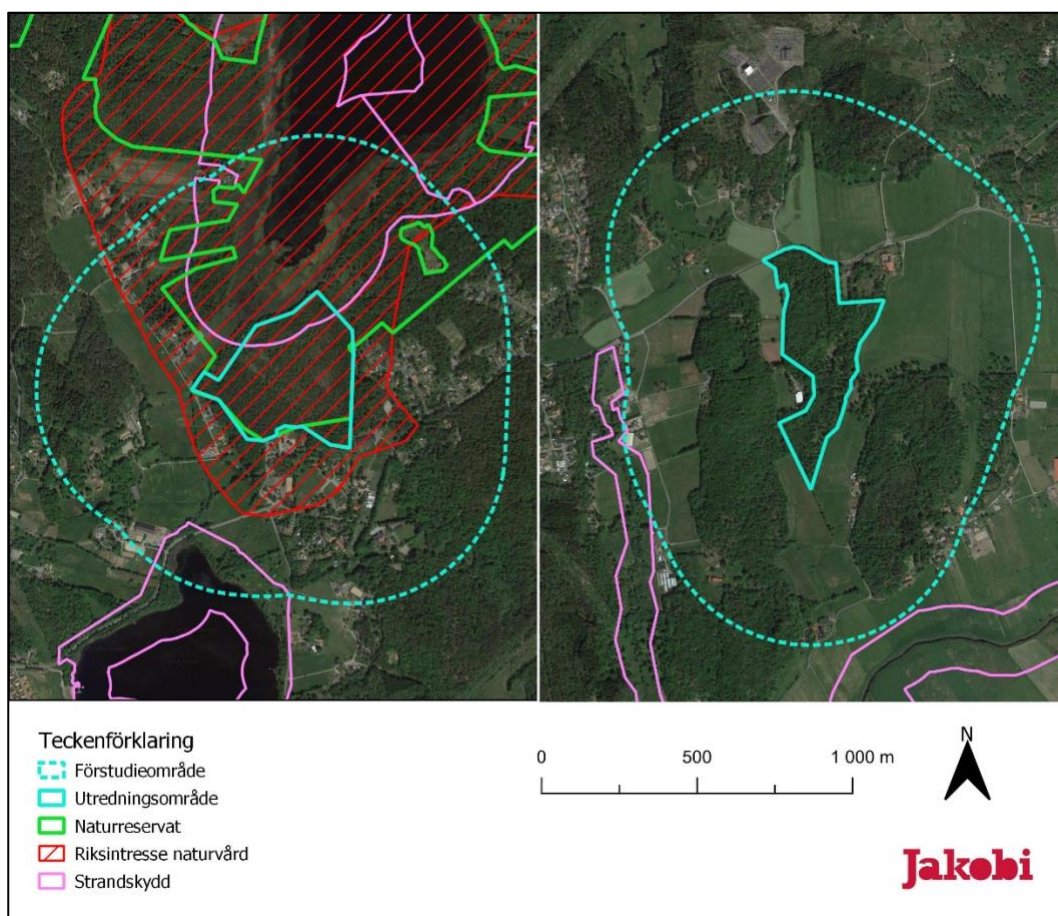 Teckenförklaring
Förstudieområde
Utredningsområde
Naturreservat
Riksintresse naturvård
Strandskydd
0 500 1 000 m
N
Jakobi